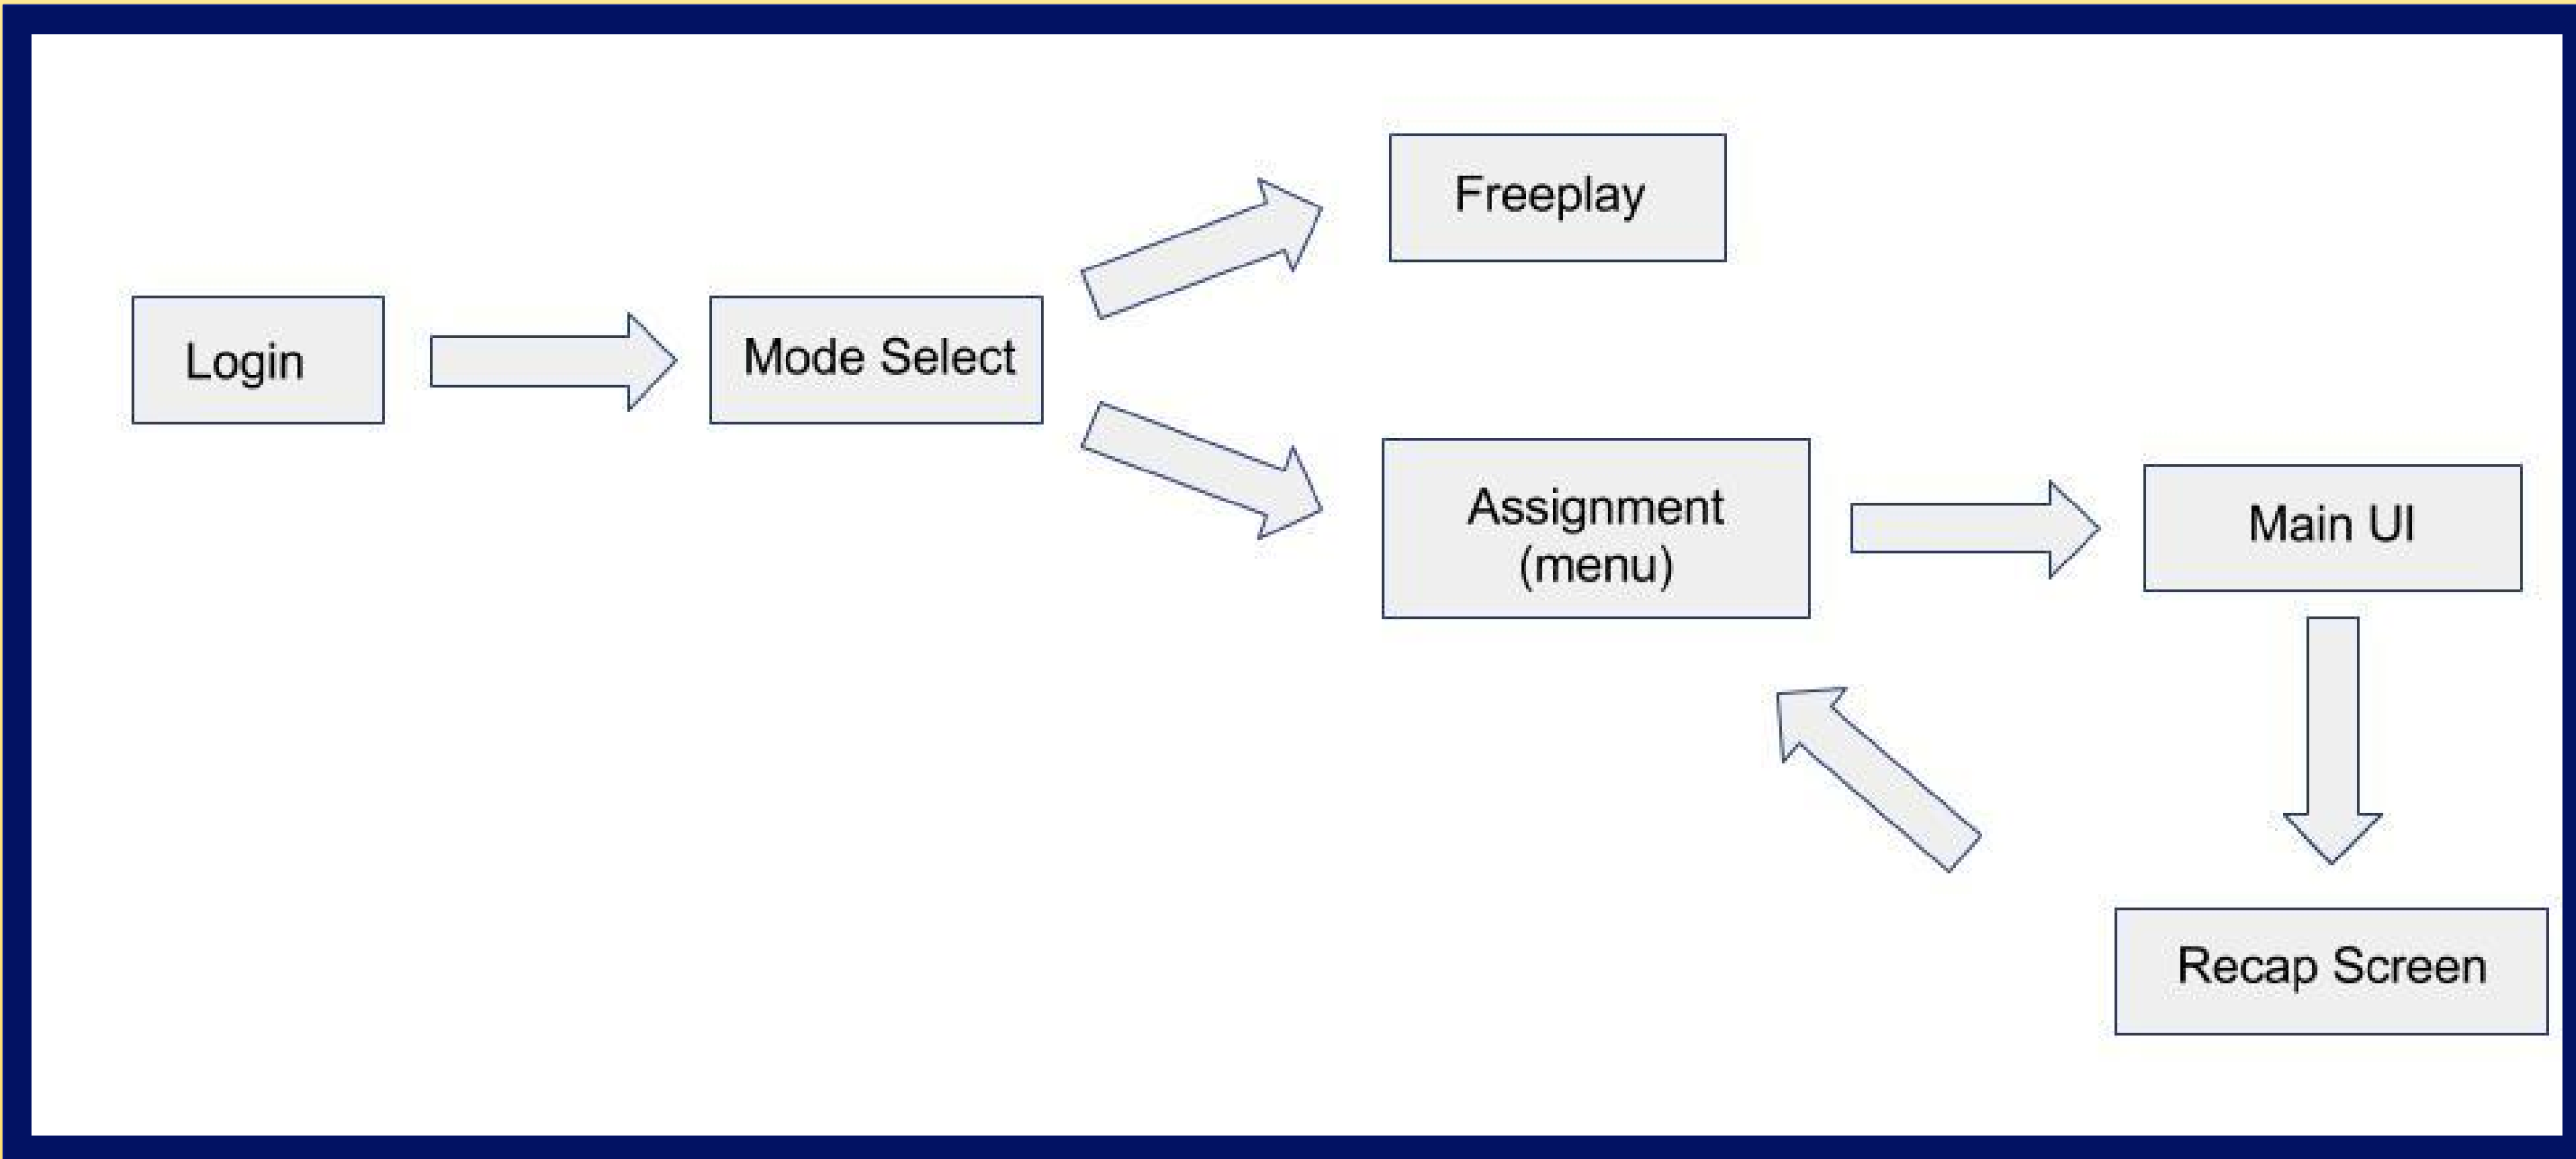 Freeplay
Login
Mode Select
Assignment
(menu)
Main UI
Recap Screen